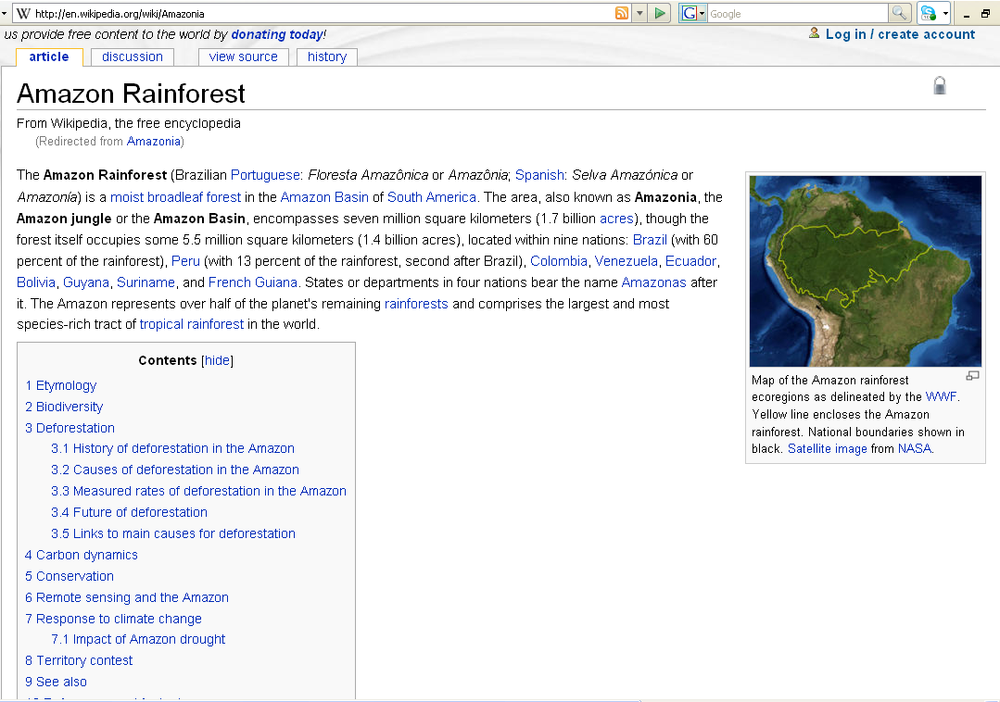 http://en.wikipedia.org/wiki/Amazonia
Google
us provide free content to the world by donating today!
Log in / create account
article
discussion
view source
history
Amazon Rainforest
From Wikipedia, the free encyclopedia
(Redirected from Amazonia)
The Amazon Rainforest (Brazilian Portuguese: Floresta Amazônica or Amazônia; Spanish: Selva Amazónica or
Amazonía) is a moist broadleaf forest in the Amazon Basin of South America. The area, also known as Amazonia, the
Amazon jungle or the Amazon Basin, encompasses seven million square kilometers (1.7 billion acres), though the
forest itself occupies some 5.5 million square kilometers (1.4 billion acres), located within nine nations: Brazil (with 60
percent of the rainforest), Peru (with 13 percent of the rainforest, second after Brazil), Colombia, Venezuela, Ecuador,
Bolivia, Guyana, Suriname, and French Guiana. States or departments in four nations bear the name Amazonas after
it. The Amazon represents over half of the planet's remaining rainforests and comprises the largest and most
species-rich tract of tropical rainforest in the world.
Map of the Amazon rainforest
ecoregions as delineated by the WWF.
Yellow line encloses the Amazon
rainforest. National boundaries shown in
black. Satellite image from NASA.
Contents [hide]
1 Etymology
2 Biodiversity
3 Deforestation
3.1 History of deforestation in the Amazon
3.2 Causes of deforestation in the Amazon
3.3 Measured rates of deforestation in the Amazon
3.4 Future of deforestation
3.5 Links to main causes for deforestation
4 Carbon dynamics
5 Conservation
6 Remote sensing and the Amazon
7 Response to climate change
7.1 Impact of Amazon drought
8 Territory contest
9 See also